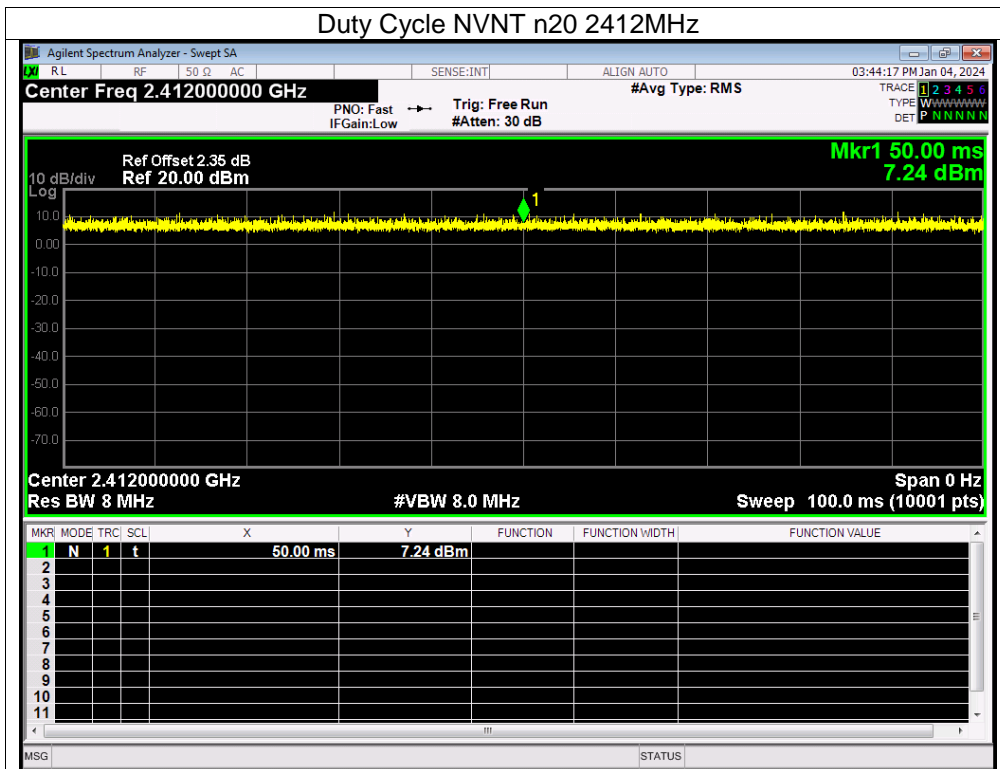 Duty Cycle NVNT n20 2412MHz
Agilent Spectrum Analyzer - Swept SA
LXI RL RF 50 Ω AC SENSE:INT ALIGN AUTO 03:44:17 PM Jan 04, 2024
Center Freq 2.412000000 GHz #Avg Type: RMS TRACE 1 2 3 4 5 6
PNO: Fast Trig: Free Run TYPE WWWWWWW
IFGain:Low #Atten: 30 dB DET P N N N N N
Mkr1 50.00 ms
Ref Offset 2.35 dB
10 dB/div Ref 20.00 dBm 7.24 dBm
Log
1
10.0
0.00
-10.0
-20.0
-30.0
-40.0
-50.0
-60.0
-70.0
Center 2.412000000 GHz Span 0 Hz
Res BW 8 MHz #VBW 8.0 MHz Sweep 100.0 ms (10001 pts)
MKR MODE TRC SCL X Y FUNCTION FUNCTION WIDTH FUNCTION VALUE
1 N 1 t 50.00 ms 7.24 dBm
2
3
4
5
6
7
8
9
10
11
MSG STATUS